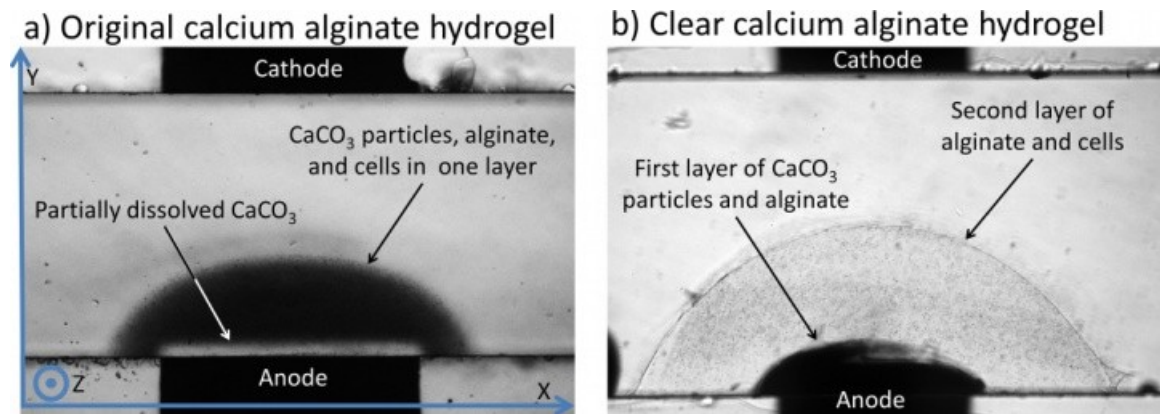 a) Original calcium alginate hydrogel
Y
Cathode
CaCO₃ particles, alginate,
and cells in one layer
Partially dissolved CaCO₃
Anode
Z
X
b) Clear calcium alginate hydrogel
Cathode
Second layer of
alginate and cells
First layer of CaCO₃
particles and alginate
Anode